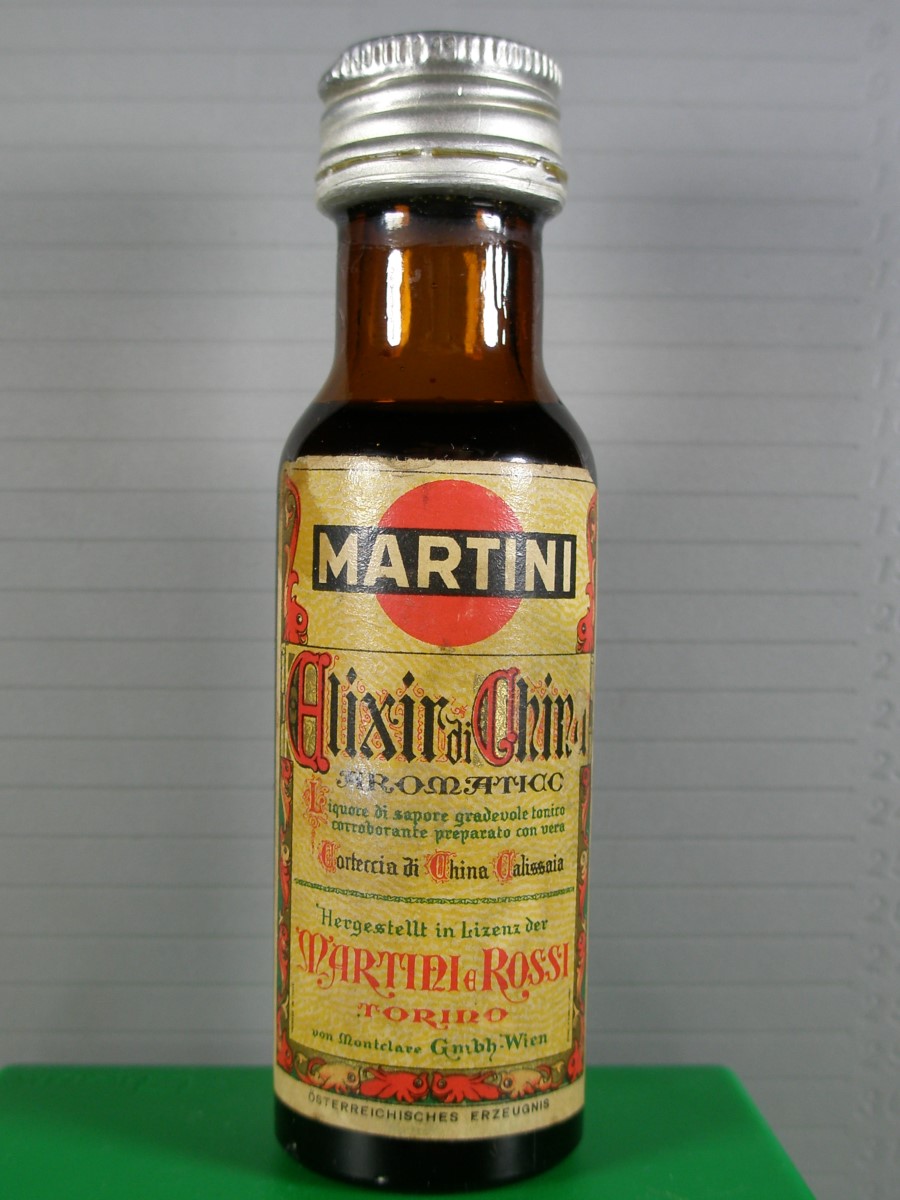 MARTINI
Elixir di China
AROMATICO
Liquore di sapore gradevole tonico
corroborante preparato con vera
Corteccia di China Calissaia
Hergestellt in Lizenz der
MARTINI E ROSSI
TORINO
von Montclare Gmbh-Wien
ÖSTERREICHISCHES ERZEUGNIS